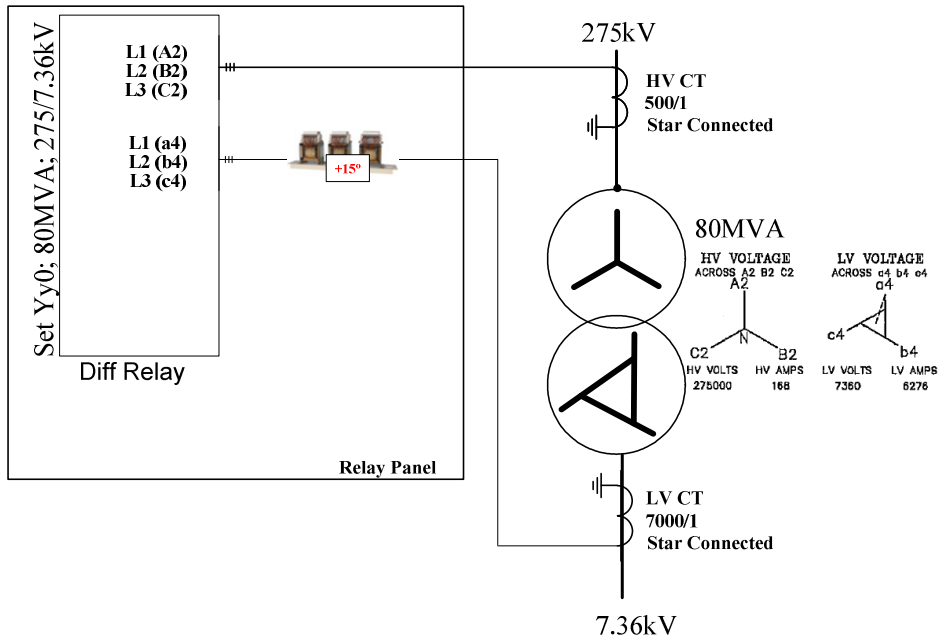 Set Yy0; 80MVA; 275/7.36kV
L1 (A2)
L2 (B2)
L3 (C2)
L1 (a4)
L2 (b4)
L3 (c4)
Diff Relay
+15º
Relay Panel
275kV
HV CT
500/1
Star Connected
80MVA
HV VOLTAGE
ACROSS A2 B2 C2
A2
N
C2
B2
HV VOLTS
HV AMPS
275000
168
LV VOLTAGE
ACROSS a4 b4 c4
a4
c4
b4
LV VOLTS
LV AMPS
7360
6276
LV CT
7000/1
Star Connected
7.36kV